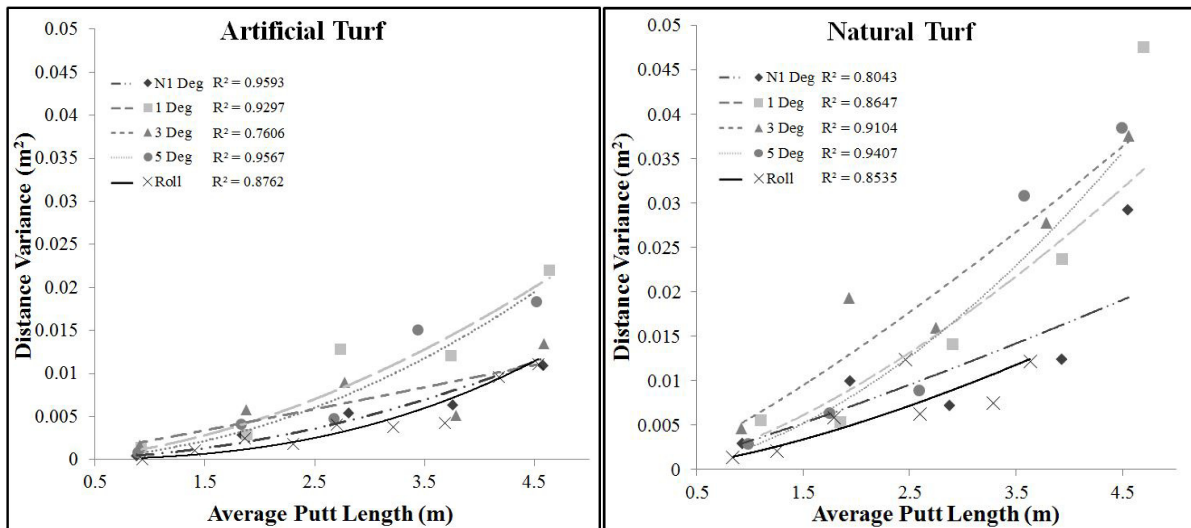 Artificial Turf
Distance Variance (m²)
0.05
0.045
0.04
0.035
0.03
0.025
0.02
0.015
0.01
0.005
0
N1 Deg R² = 0.9593
1 Deg R² = 0.9297
3 Deg R² = 0.7606
5 Deg R² = 0.9567
Roll R² = 0.8762
0.5 1.5 2.5 3.5 4.5
Average Putt Length (m)
Natural Turf
Distance Variance (m²)
0.05
0.045
0.04
0.035
0.03
0.025
0.02
0.015
0.01
0.005
0
N1 Deg R² = 0.8043
1 Deg R² = 0.8647
3 Deg R² = 0.9104
5 Deg R² = 0.9407
Roll R² = 0.8535
0.5 1.5 2.5 3.5 4.5
Average Putt Length (m)